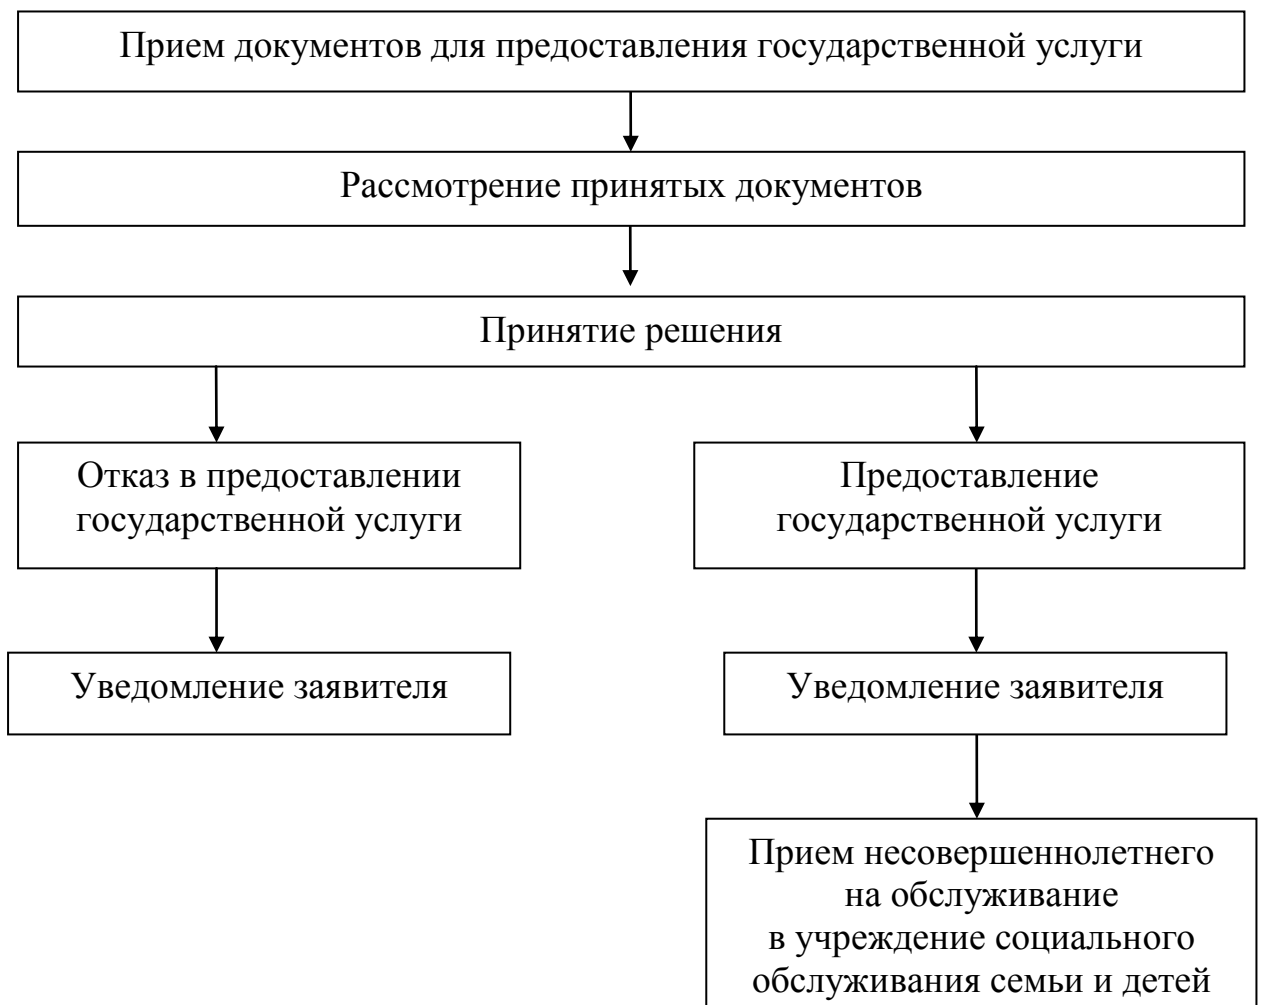 Прием документов для предоставления государственной услуги
Рассмотрение принятых документов
Принятие решения
Отказ в предоставлении
государственной услуги
Предоставление
государственной услуги
Уведомление заявителя
Уведомление заявителя
Прием несовершеннолетнего
на обслуживание
в учреждение социального
обслуживания семьи и детей